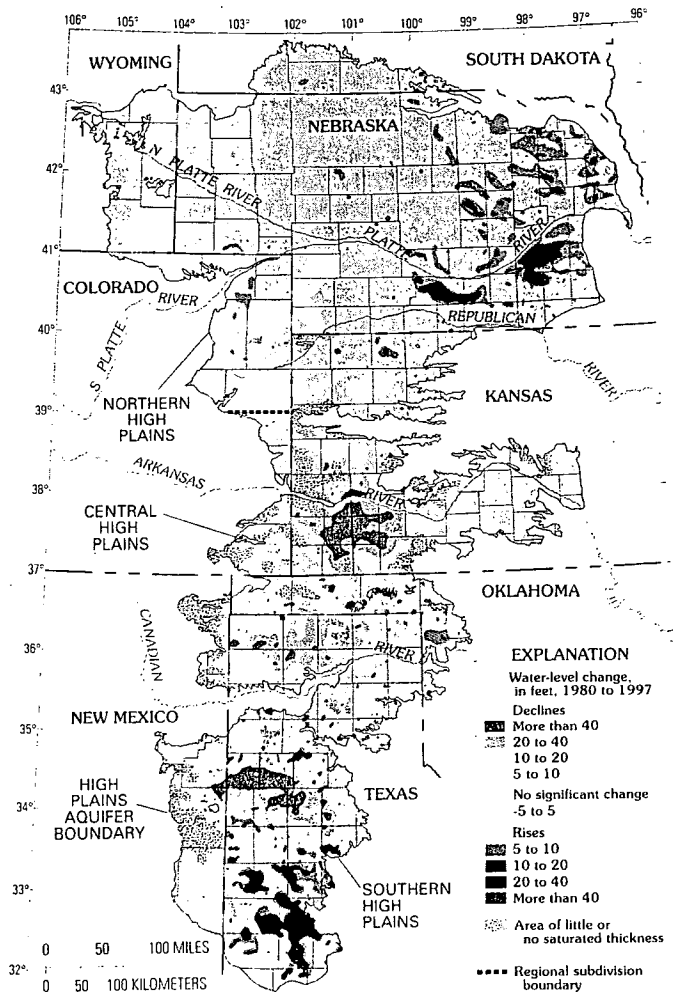 106°
105°
104°
103°
102°
101°
100°
99°
98°
97°
96°
WYOMING
SOUTH DAKOTA
43°
NEBRASKA
42°
N PLATTE RIVER
PLATTE RIVER
41°
COLORADO
RIVER
S PLATTE
REPUBLICAN
RIVER
40°
NORTHERN
HIGH
PLAINS
KANSAS
39°
ARKANSAS
RIVER
38°
CENTRAL
HIGH
PLAINS
37°
OKLAHOMA
CANADIAN
RIVER
36°
EXPLANATION
Water-level change,
in feet, 1980 to 1997
Declines
More than 40
20 to 40
10 to 20
5 to 10
No significant change
-5 to 5
Rises
5 to 10
10 to 20
20 to 40
More than 40
Area of little or
no saturated thickness
Regional subdivision
boundary
35°
NEW MEXICO
TEXAS
HIGH
PLAINS
AQUIFER
BOUNDARY
34°
33°
SOUTHERN
HIGH
PLAINS
0 50 100 MILES
32°
0 50 100 KILOMETERS